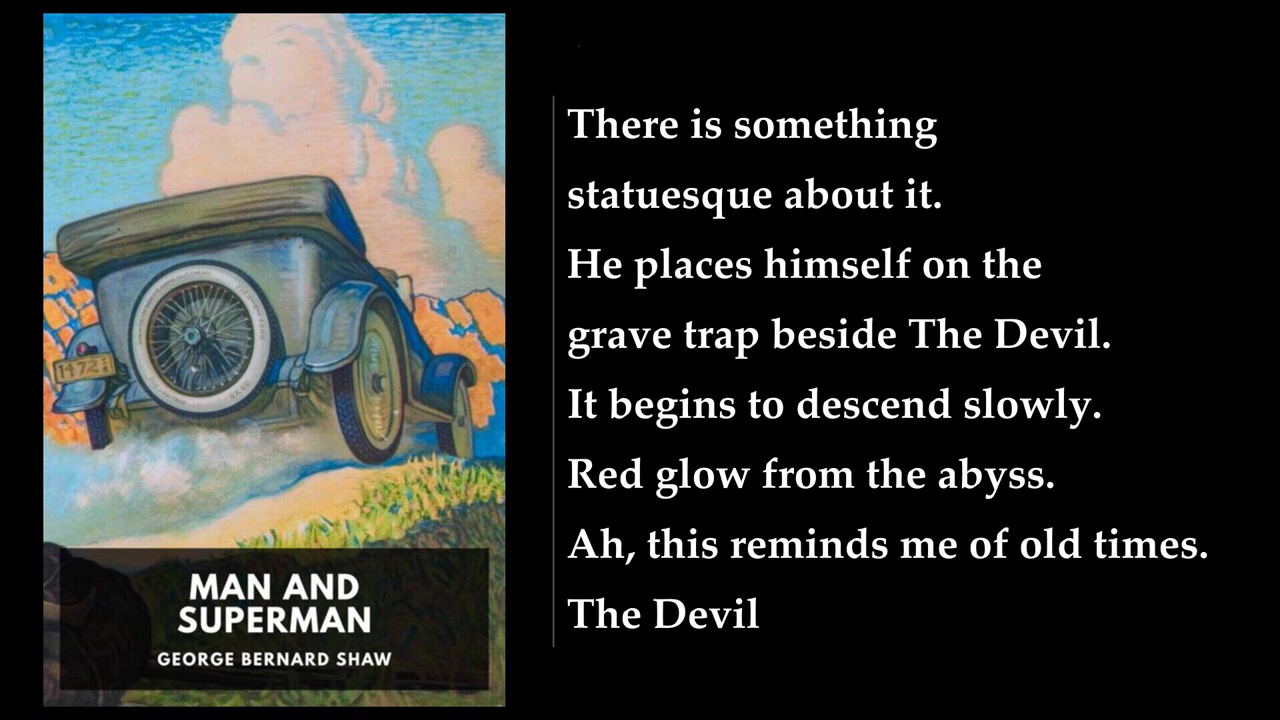 There is something
statuesque about it.
He places himself on the
grave trap beside The Devil.
It begins to descend slowly.
Red glow from the abyss.
Ah, this reminds me of old times.
The Devil
1472
MAN AND
SUPERMAN
GEORGE BERNARD SHAW